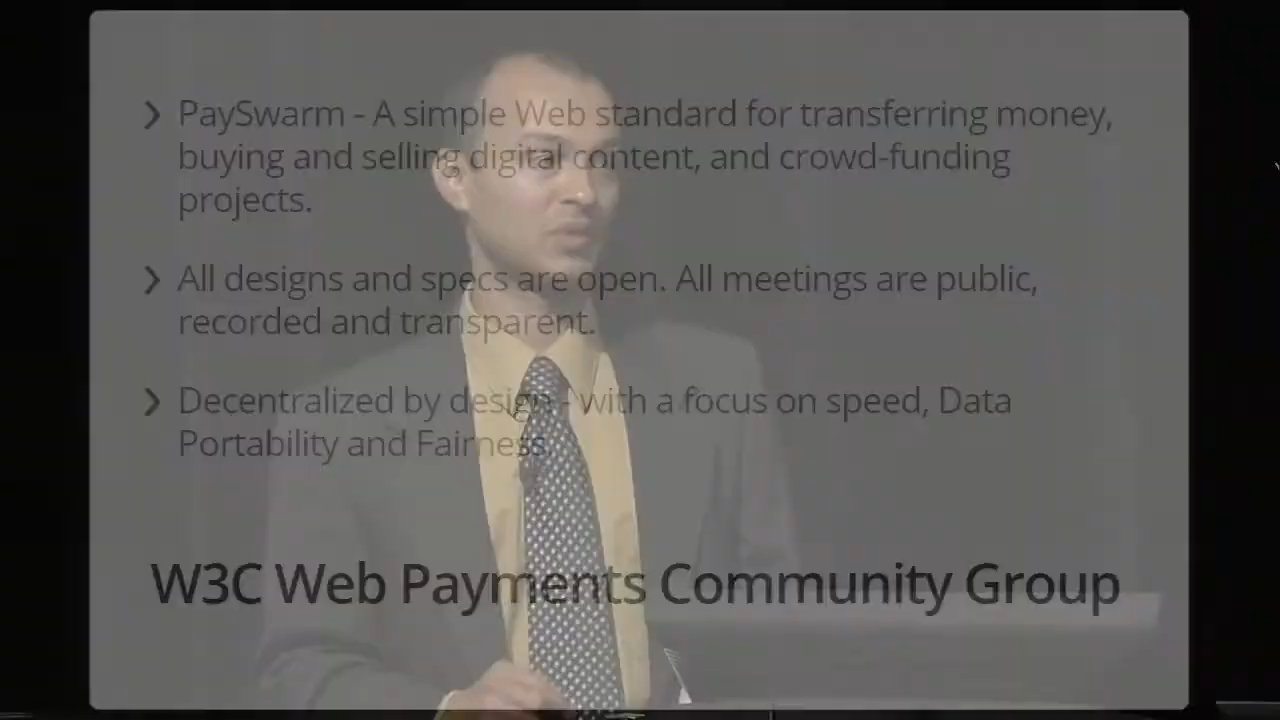 PaySwarm - A simple Web standard for transferring money,
buying and selling digital content, and crowd-funding
projects.
All designs and specs are open. All meetings are public,
recorded and transparent.
Decentralized by design - with a focus on speed, Data
Portability and Fairness
W3C Web Payments Community Group